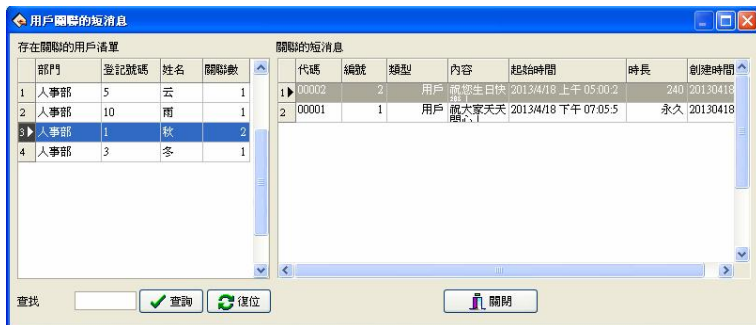 用戶關聯的短消息
存在關聯的用戶清單
部門 登記號碼 姓名 關聯數
1 人事部 5 云 1
2 人事部 10 雨 1
3 人事部 1 秋 2
4 人事部 3 冬 1
關聯的短消息
代碼 編號 類型 內容 起始時間 時長 創建時間
1 00002 2 用戶 祝您生日快樂! 2013/4/18 上午 05:00:2 240 20130418
2 00001 1 用戶 祝大家天天開心! 2013/4/18 下午 07:05:5 永久 20130418
查找 查詢 復位
關閉